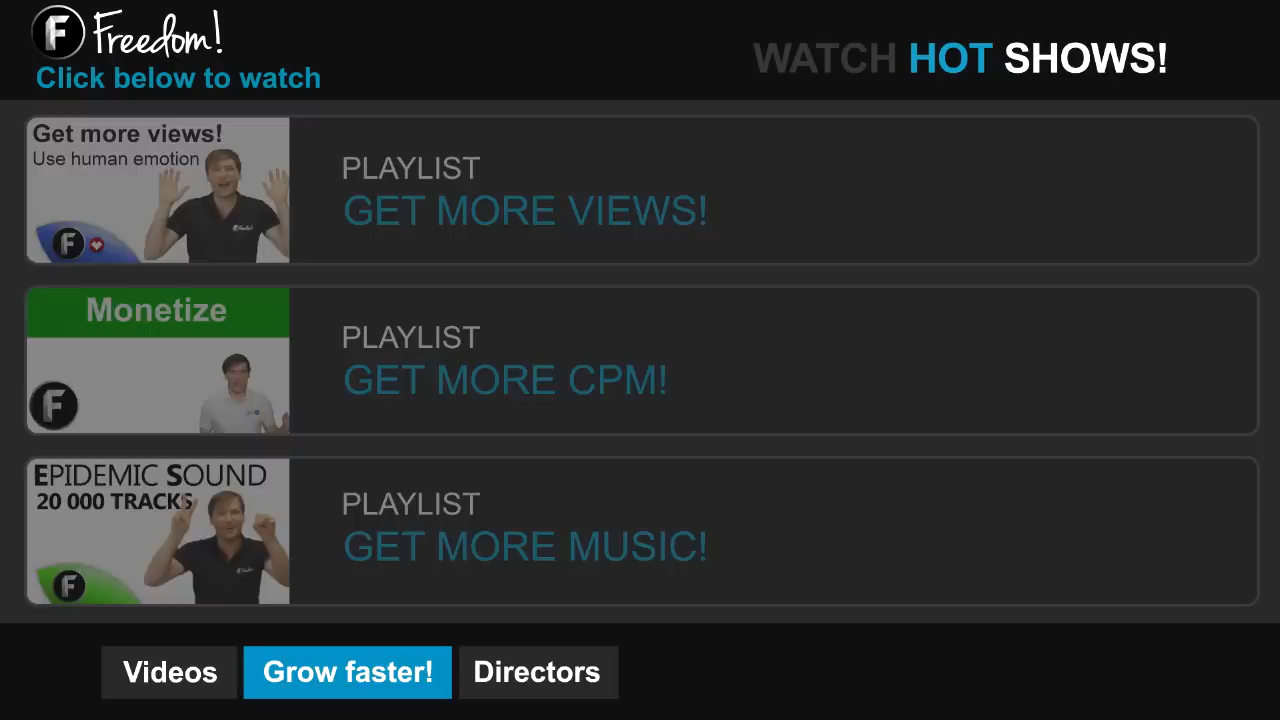 F Freedom!
Click below to watch
WATCH HOT SHOWS!
Get more views!
Use human emotion
F
PLAYLIST
GET MORE VIEWS!
Monetize
F
PLAYLIST
GET MORE CPM!
EPIDEMIC SOUND
20 000 TRACKS
F
PLAYLIST
GET MORE MUSIC!
Videos
Grow faster!
Directors